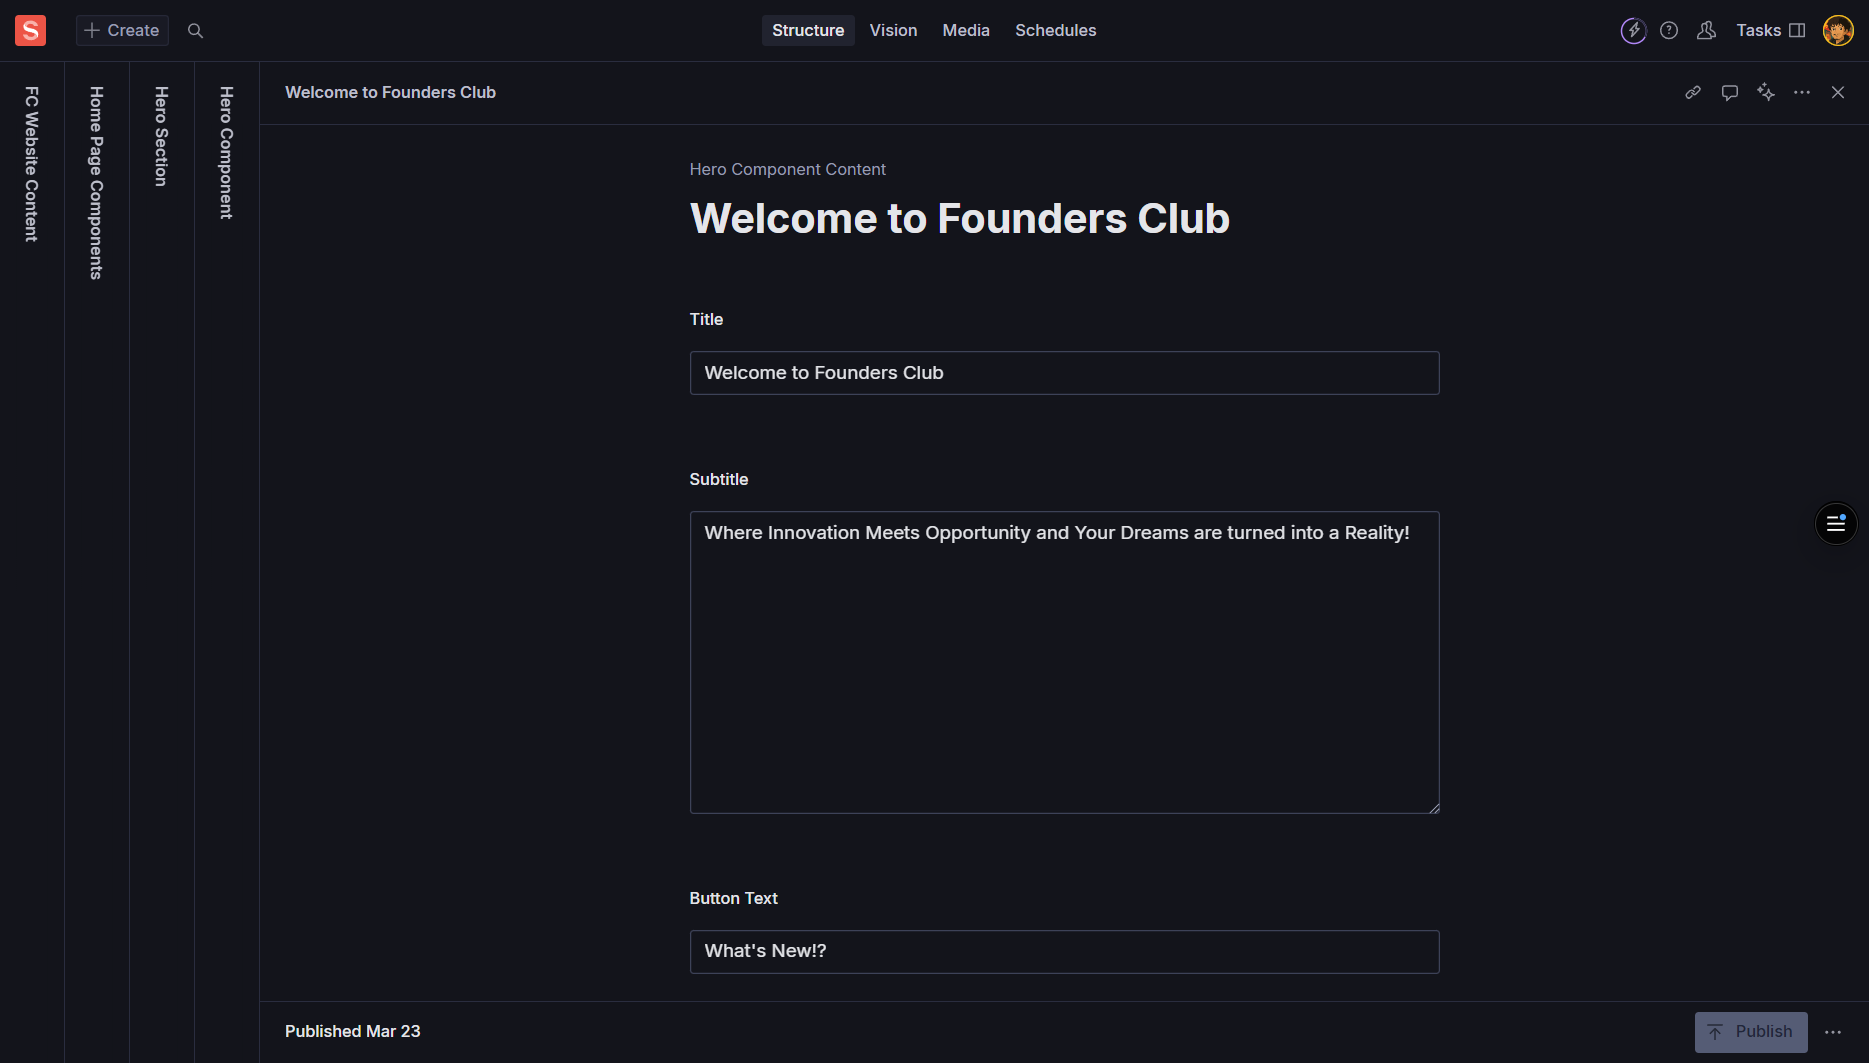 S
Create
Structure
Vision
Media
Schedules
Tasks
FC Website Content
Home Page Components
Hero Section
Hero Component
Welcome to Founders Club
Hero Component Content
Welcome to Founders Club
Title
Welcome to Founders Club
Subtitle
Where Innovation Meets Opportunity and Your Dreams are turned into a Reality!
Button Text
What's New!?
Published Mar 23
Publish